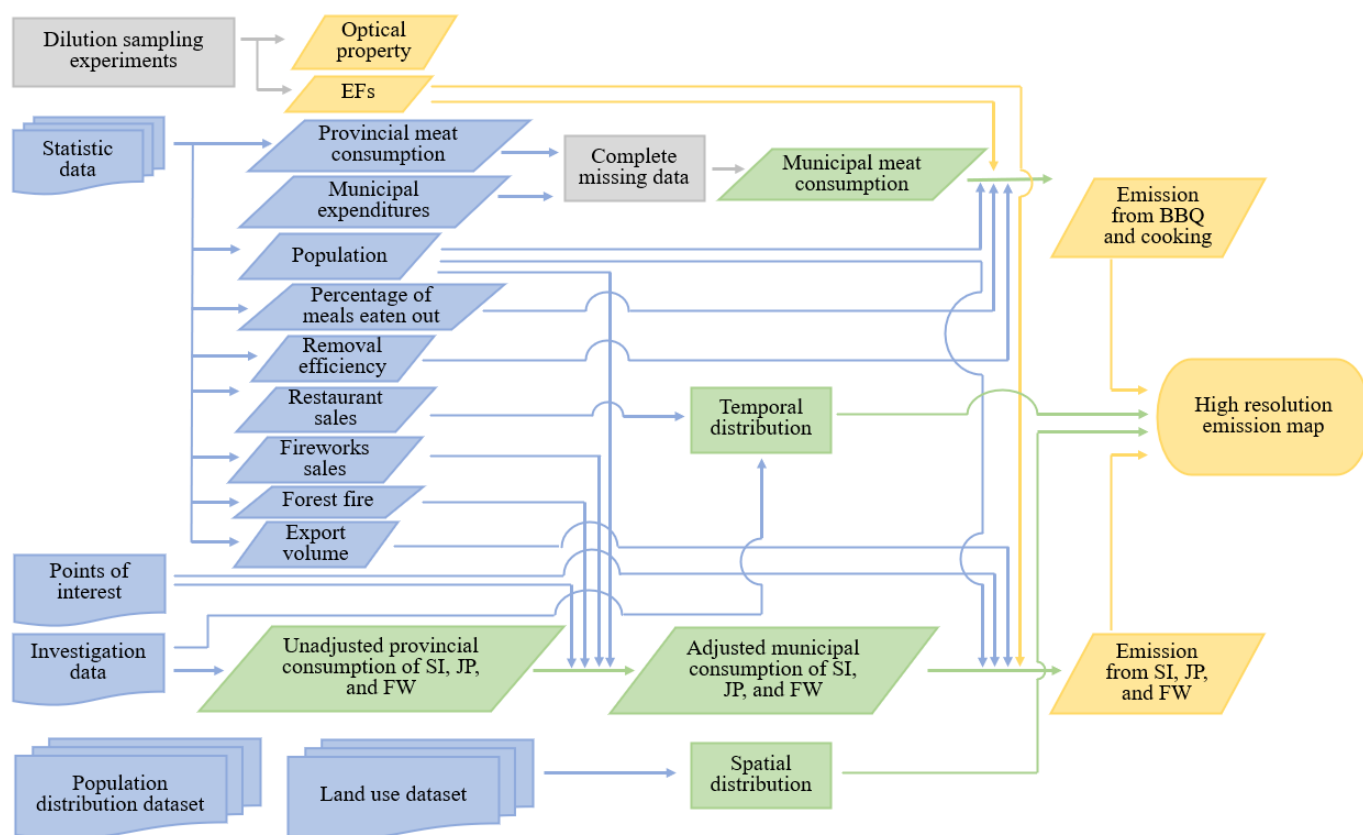 Dilution sampling
experiments
Optical
property
EFs
Statistic
data
Provincial meat
consumption
Complete
missing data
Municipal meat
consumption
Municipal
expenditures
Emission
from BBQ
and cooking
Population
Percentage of
meals eaten out
Removal
efficiency
Restaurant
sales
Temporal
distribution
High resolution
emission map
Fireworks
sales
Forest fire
Export
volume
Points of
interest
Investigation
data
Unadjusted provincial
consumption of SI, JP,
and FW
Adjusted municipal
consumption of SI,
JP, and FW
Emission
from SI, JP,
and FW
Population
distribution dataset
Land use dataset
Spatial
distribution